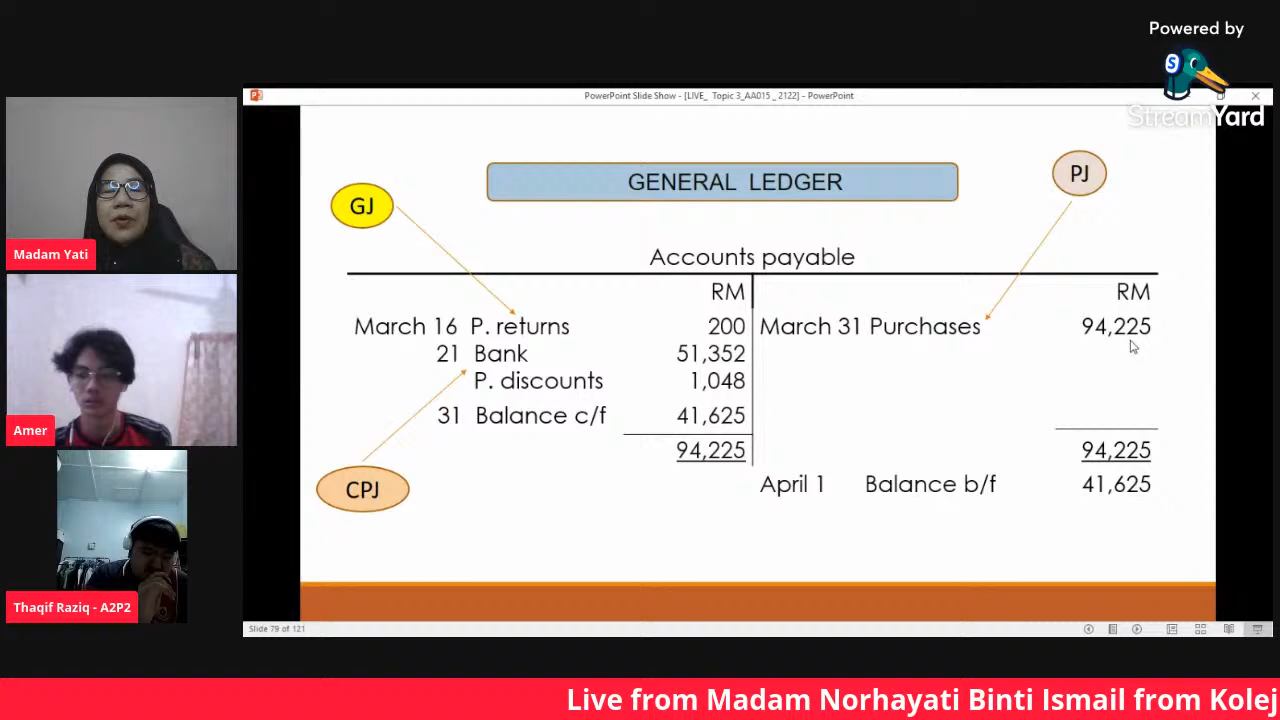 Powered by
StreamYard
PowerPoint Slide Show - [LIVE_ Topic 3_AA015 _ 2122] - PowerPoint
GENERAL LEDGER
GJ
PJ
Accounts payable
RM RM
March 16 P. returns 200 March 31 Purchases 94,225
21 Bank 51,352
P. discounts 1,048
31 Balance c/f 41,625
94,225 94,225
April 1 Balance b/f 41,625
CPJ
Slide 79 of 121
Madam Yati
Amer
Thaqif Raziq - A2P2
Live from Madam Norhayati Binti Ismail from Kolej